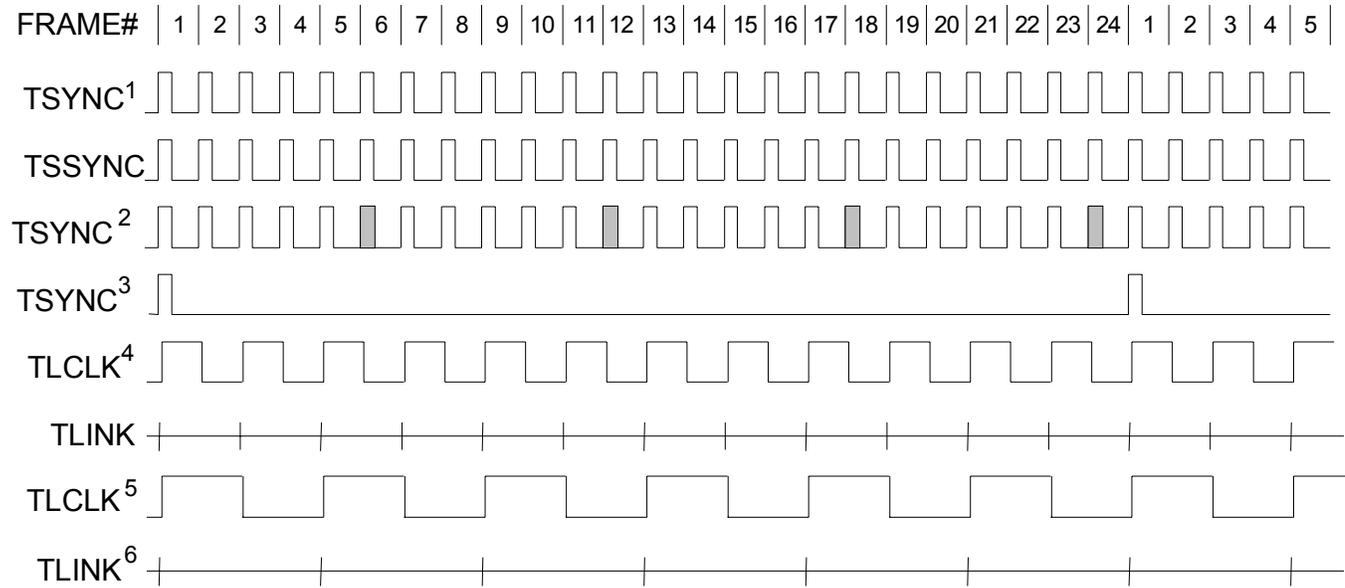 FRAME# 1 2 3 4 5 6 7 8 9 10 11 12 13 14 15 16 17 18 19 20 21 22 23 24 1 2 3 4 5
TSYNC1
TSSYNC
TSYNC2
TSYNC3
TLCLK4
TLINK
TLCLK5
TLINK6